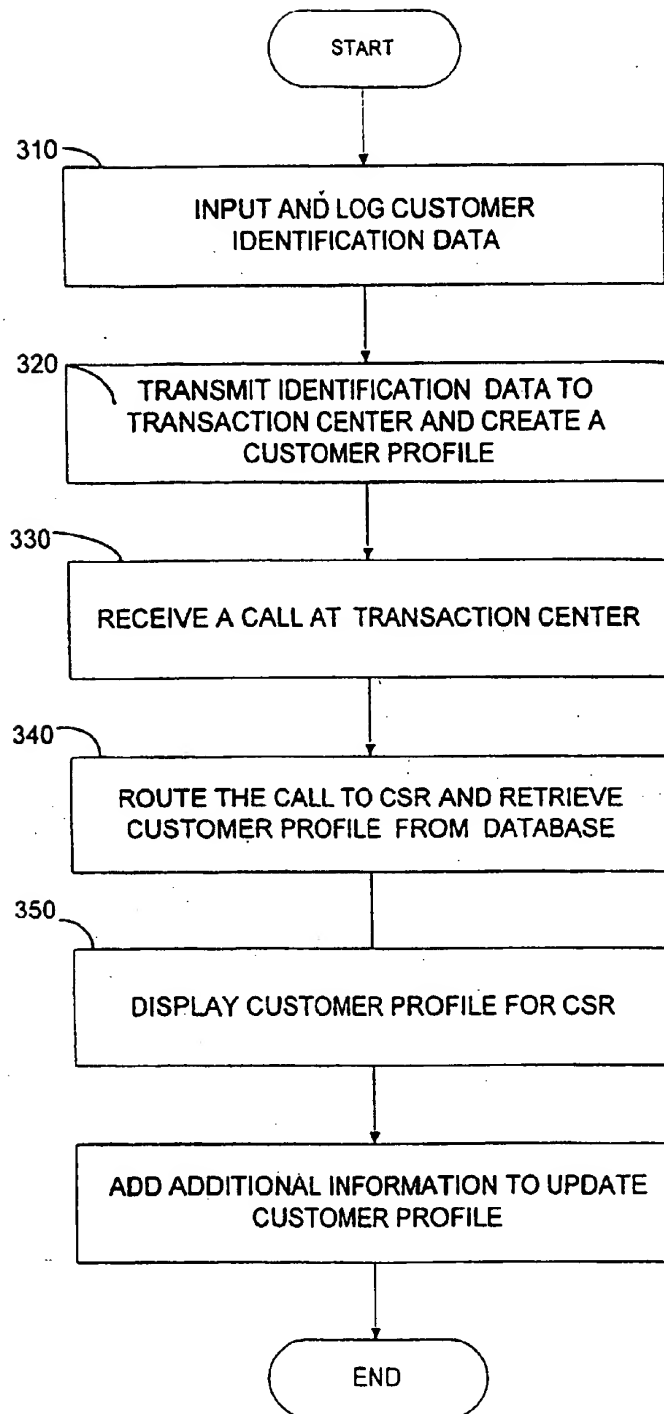 START
310
INPUT AND LOG CUSTOMER
IDENTIFICATION DATA
320
TRANSMIT IDENTIFICATION DATA TO
TRANSACTION CENTER AND CREATE A
CUSTOMER PROFILE
330
RECEIVE A CALL AT TRANSACTION CENTER
340
ROUTE THE CALL TO CSR AND RETRIEVE
CUSTOMER PROFILE FROM DATABASE
350
DISPLAY CUSTOMER PROFILE FOR CSR
ADD ADDITIONAL INFORMATION TO UPDATE
CUSTOMER PROFILE
END